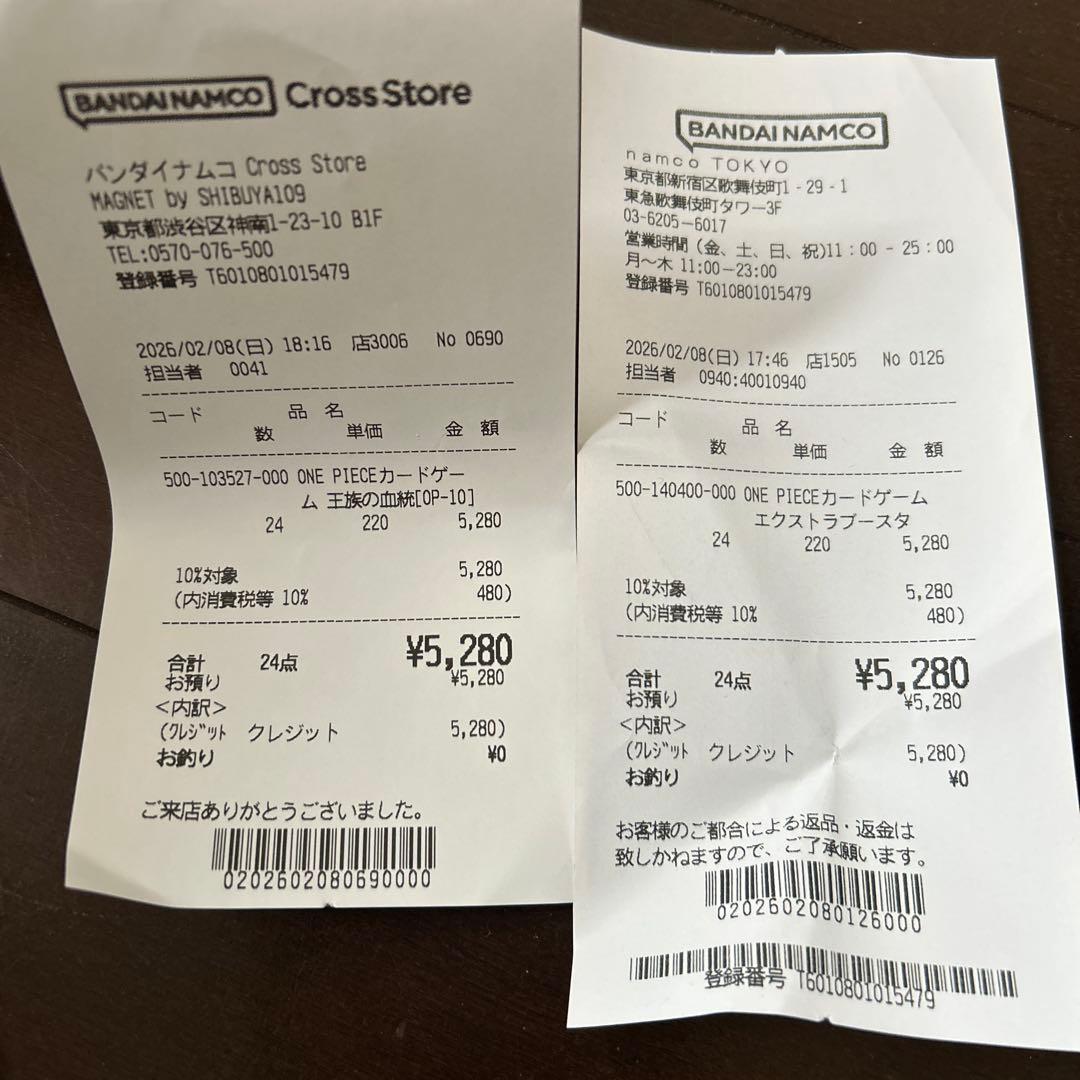 BANDAI NAMCO Cross Store
バンダイナムコ Cross Store
MAGNET by SHIBUYA109
東京都渋谷区神南1-23-10 B1F
TEL:0570-076-500
登録番号 T6010801015479
2026/02/08(日) 18:16 店3006 No 0690
担当者 0041
コード 品 名
数 単価 金 額
500-103527-000 ONE PIECEカードゲー
ム 王族の血統[OP-10]
24 220 5,280
10%対象 5,280
(内消費税等 10% 480)
合計 24点 ¥5,280
お預り ¥5,280
<内訳>
(クレジット クレジット 5,280)
お釣り ¥0
ご来店ありがとうございました。
0202602080690000
BANDAI NAMCO
namco TOKYO
東京都新宿区歌舞伎町1-29-1
東急歌舞伎町タワー3F
03-6205-6017
営業時間 (金、土、日、祝)11:00 - 25:00
月~木 11:00-23:00
登録番号 T6010801015479
2026/02/08(日) 17:46 店1505 No 0126
担当者 0940:40010940
コード 品 名
数 単価 金 額
500-140400-000 ONE PIECEカードゲーム
エクストラブースタ
24 220 5,280
10%対象 5,280
(内消費税等 10% 480)
合計 24点 ¥5,280
お預り ¥5,280
<内訳>
(クレジット クレジット 5,280)
お釣り ¥0
お客様のご都合による返品・返金は
致しかねますので、ご了承願います。
0202602080126000
登録番号 T6010801015479